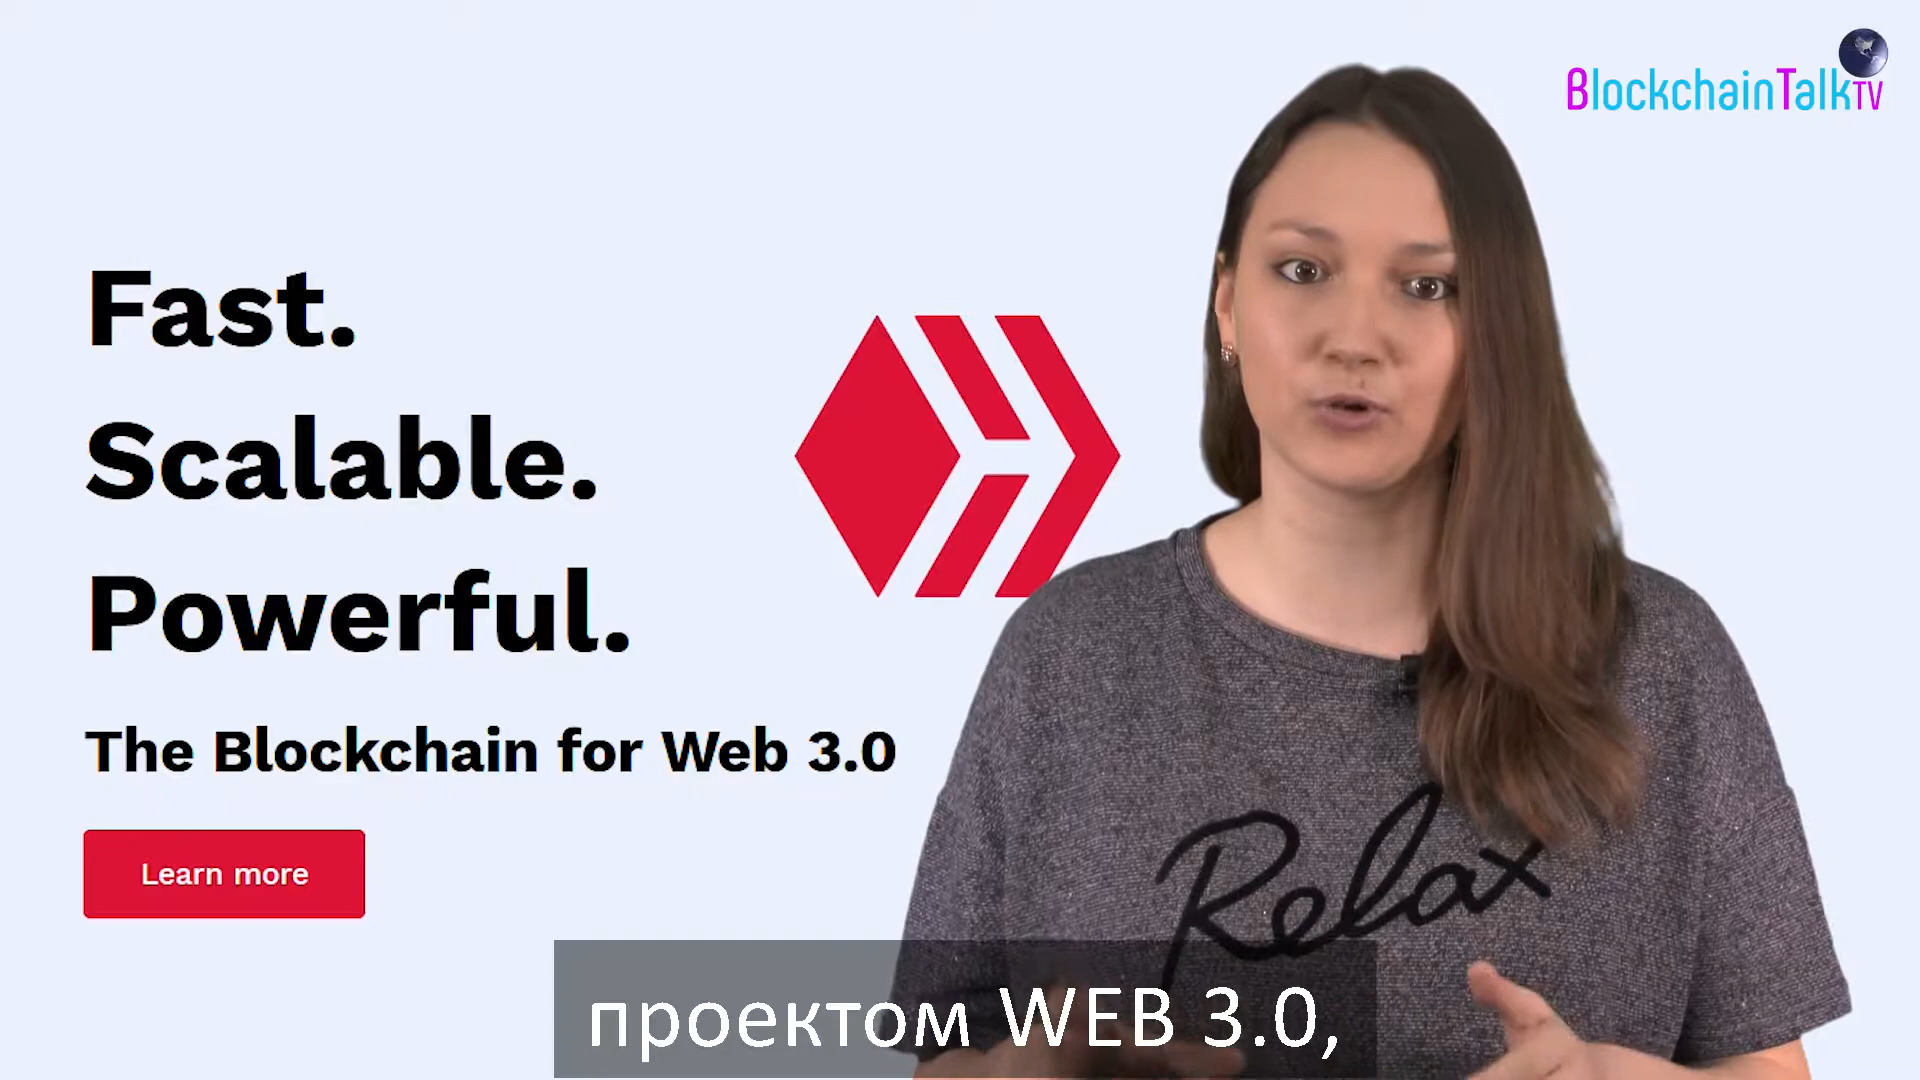 BlockchainTalkTV
Fast.
Scalable.
Powerful.
The Blockchain for Web 3.0
Learn more
Relax
проектом WEB 3.0,